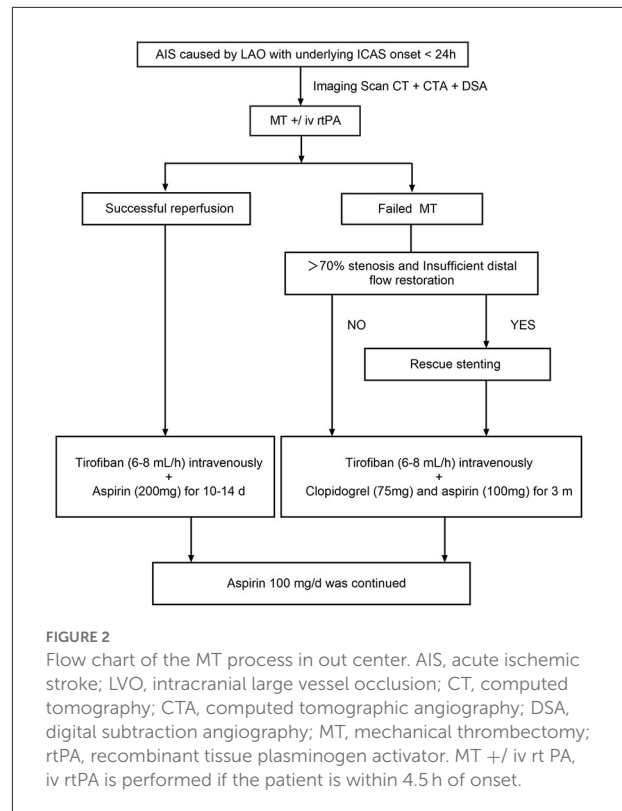 AIS caused by LAO with underlying ICAS onset < 24h
Imaging Scan CT + CTA + DSA
MT +/ iv rtPA
Successful reperfusion
Failed MT
>70% stenosis and Insufficient distal
flow restoration
NO
YES
Rescue stenting
Tirofiban (6-8 mL/h) intravenously
+
Aspirin (200mg) for 10-14 d
Tirofiban (6-8 mL/h) intravenously
+
Clopidogrel (75mg) and aspirin (100mg) for 3 m
Aspirin 100 mg/d was continued
FIGURE 2
Flow chart of the MT process in out center. AIS, acute ischemic
stroke; LVO, intracranial large vessel occlusion; CT, computed
tomography; CTA, computed tomographic angiography; DSA,
digital subtraction angiography; MT, mechanical thrombectomy;
rtPA, recombinant tissue plasminogen activator. MT +/ iv rt PA,
iv rtPA is performed if the patient is within 4.5 h of onset.